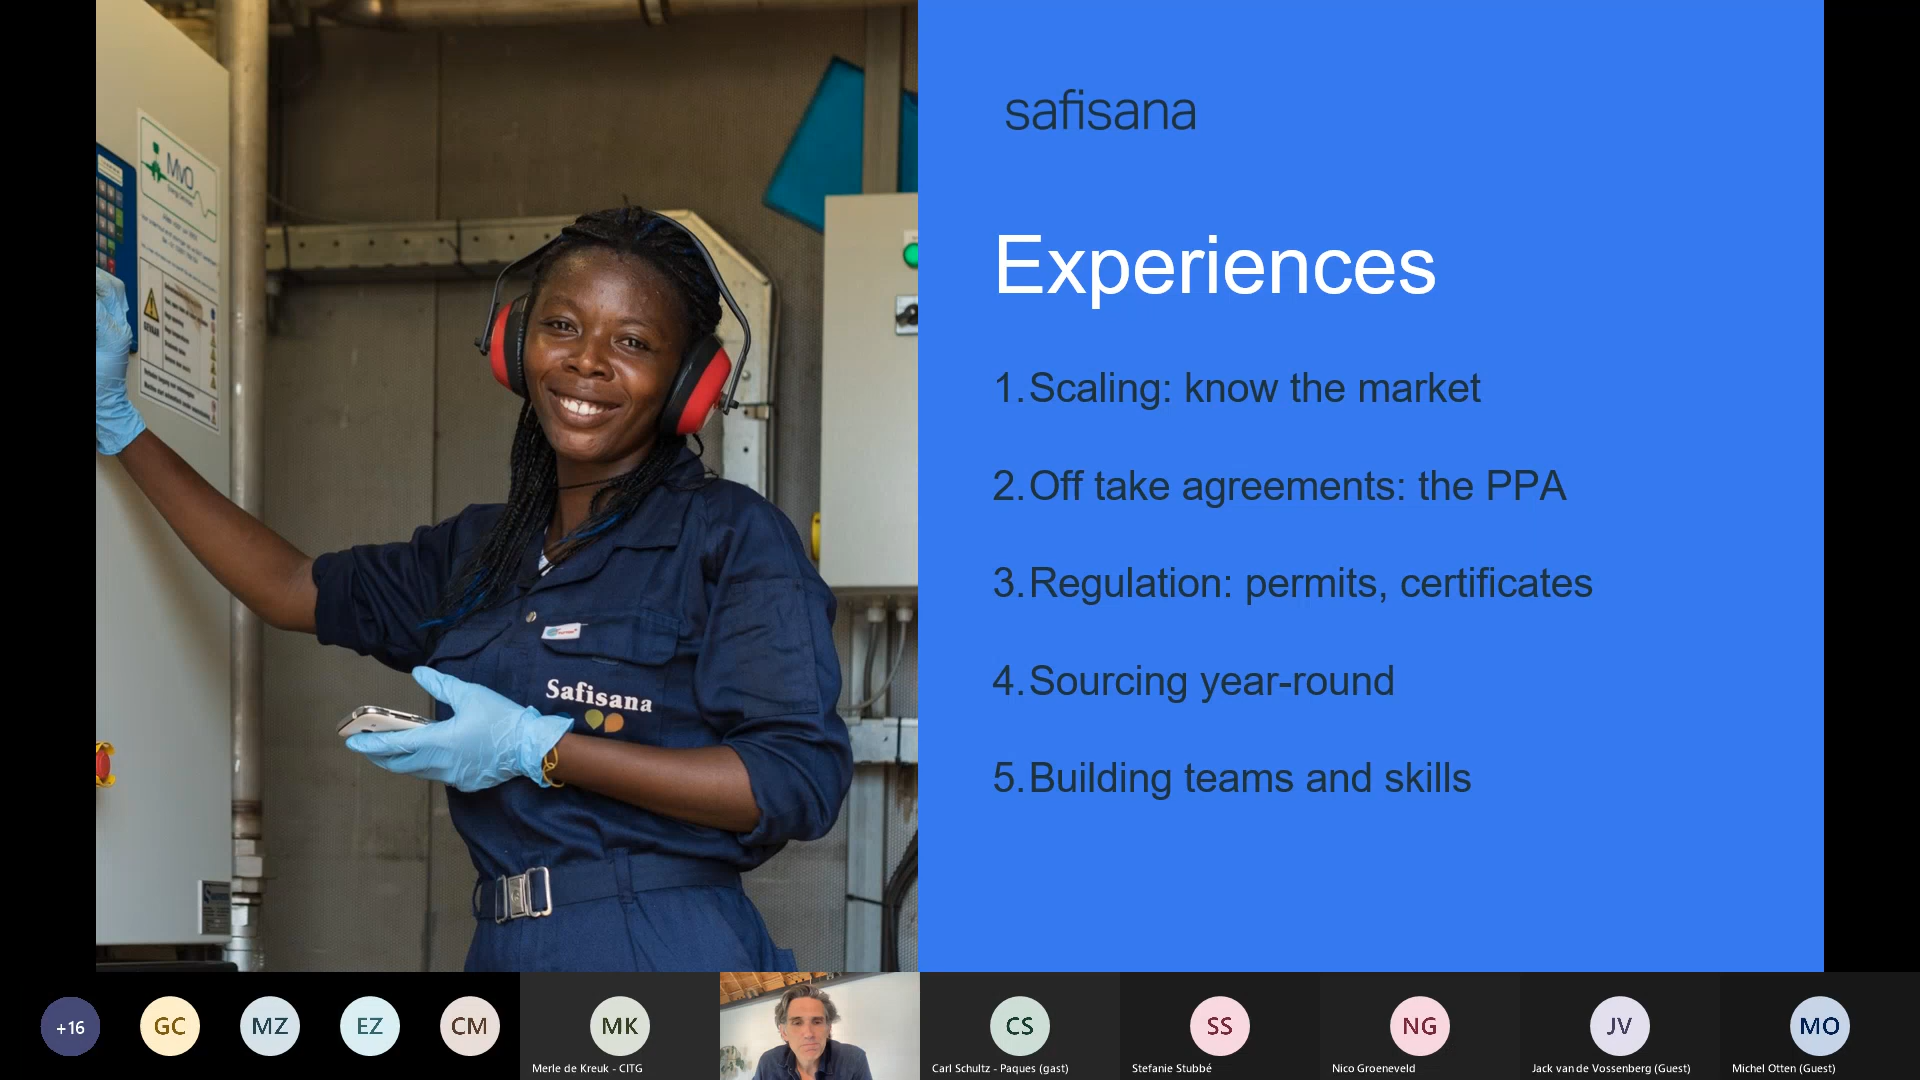 safisana
Experiences
1. Scaling: know the market
2. Off take agreements: the PPA
3. Regulation: permits, certificates
4. Sourcing year-round
5. Building teams and skills
MVO
Safisana
+16
GC
MZ
EZ
CM
MK
Merle de Kreuk - CITG
CS
Carl Schultz - Paques (gast)
SS
Stefanie Stubbé
NG
Nico Groeneveld
JV
Jack van de Vossenberg (Guest)
MO
Michel Otten (Guest)